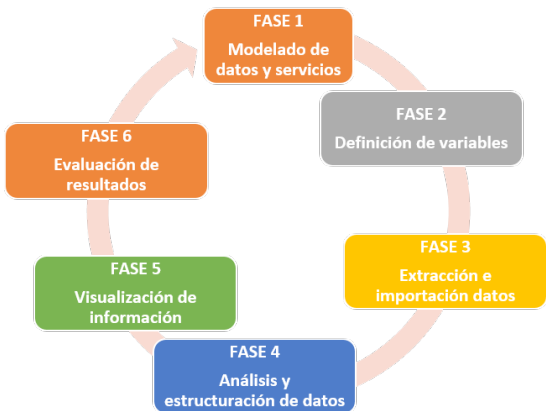 FASE 1
Modelado de
datos y servicios
FASE 2
Definición de variables
FASE 3
Extracción e
importación datos
FASE 4
Análisis y
estructuración de datos
FASE 5
Visualización de
información
FASE 6
Evaluación de
resultados